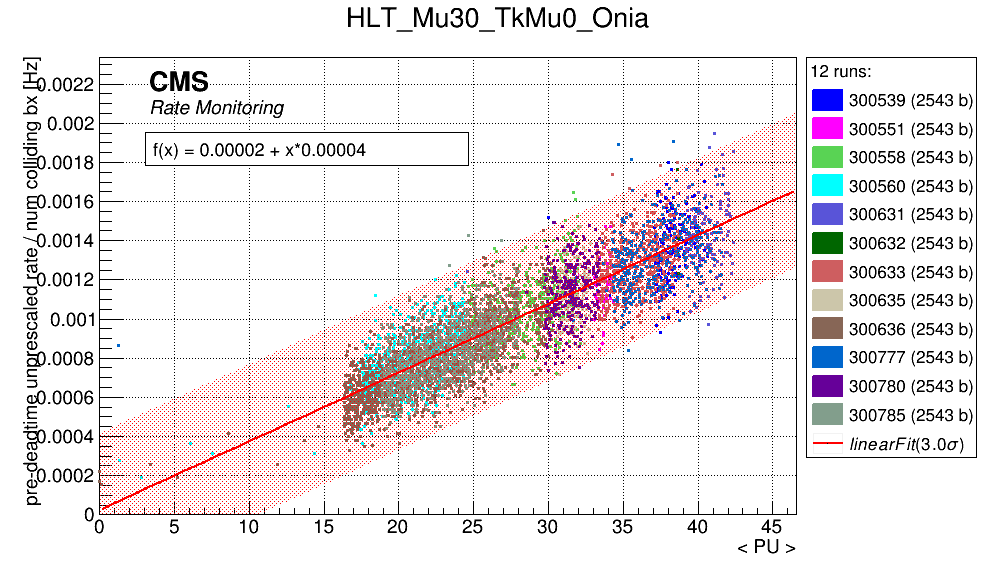 HLT_Mu30_TkMu0_Onia
pre-deadtime unprescaled rate / num colliding bx [Hz]
CMS
Rate Monitoring
f(x) = 0.00002 + x*0.00004
0.0022
0.002
0.0018
0.0016
0.0014
0.0012
0.001
0.0008
0.0006
0.0004
0.0002
0
0 5 10 15 20 25 30 35 40 45
< PU >
12 runs:
300539 (2543 b)
300551 (2543 b)
300558 (2543 b)
300560 (2543 b)
300631 (2543 b)
300632 (2543 b)
300633 (2543 b)
300635 (2543 b)
300636 (2543 b)
300777 (2543 b)
300780 (2543 b)
300785 (2543 b)
linearFit(3.0σ)